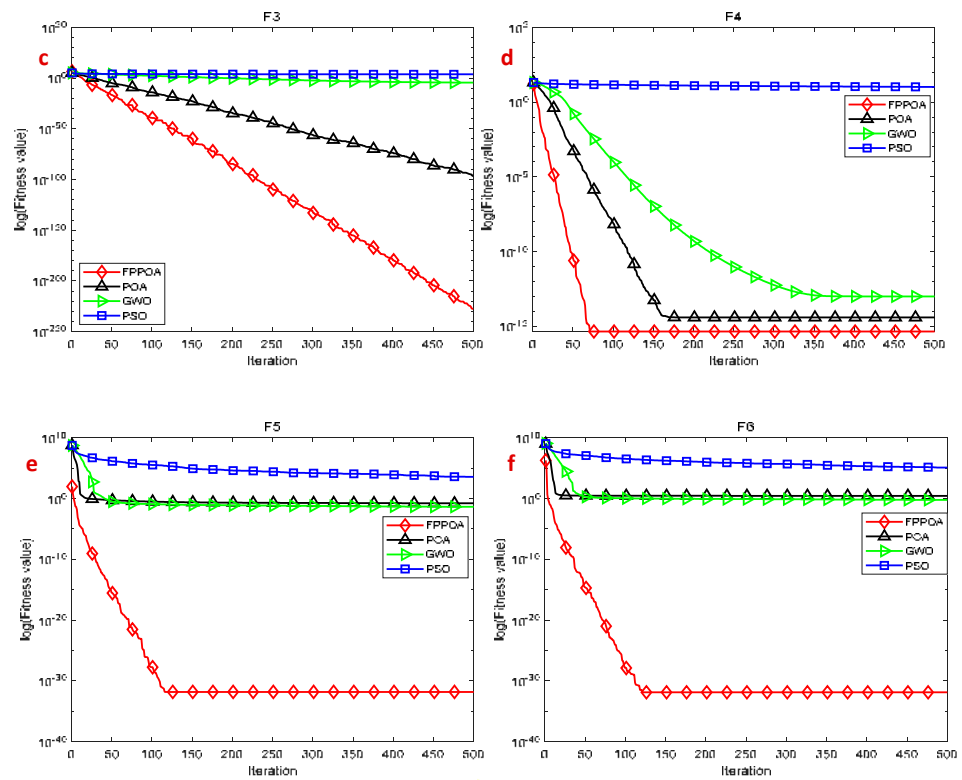 c
F3
10^50
10^0
10^-50
10^-100
10^-150
10^-200
10^-250
log(Fitness value)
FPPOA
POA
GWO
PSO
0 50 100 150 200 250 300 350 400 450 500
Iteration
d
F4
10^5
10^0
10^-5
10^-10
10^-15
log(Fitness value)
FPPOA
POA
GWO
PSO
0 50 100 150 200 250 300 350 400 450 500
Iteration
e
F5
10^10
10^0
10^-10
10^-20
10^-30
10^-40
log(Fitness value)
FPPOA
POA
GWO
PSO
0 50 100 150 200 250 300 350 400 450 500
Iteration
f
F6
10^10
10^0
10^-10
10^-20
10^-30
10^-40
log(Fitness value)
FPPOA
POA
GWO
PSO
0 50 100 150 200 250 300 350 400 450 500
Iteration